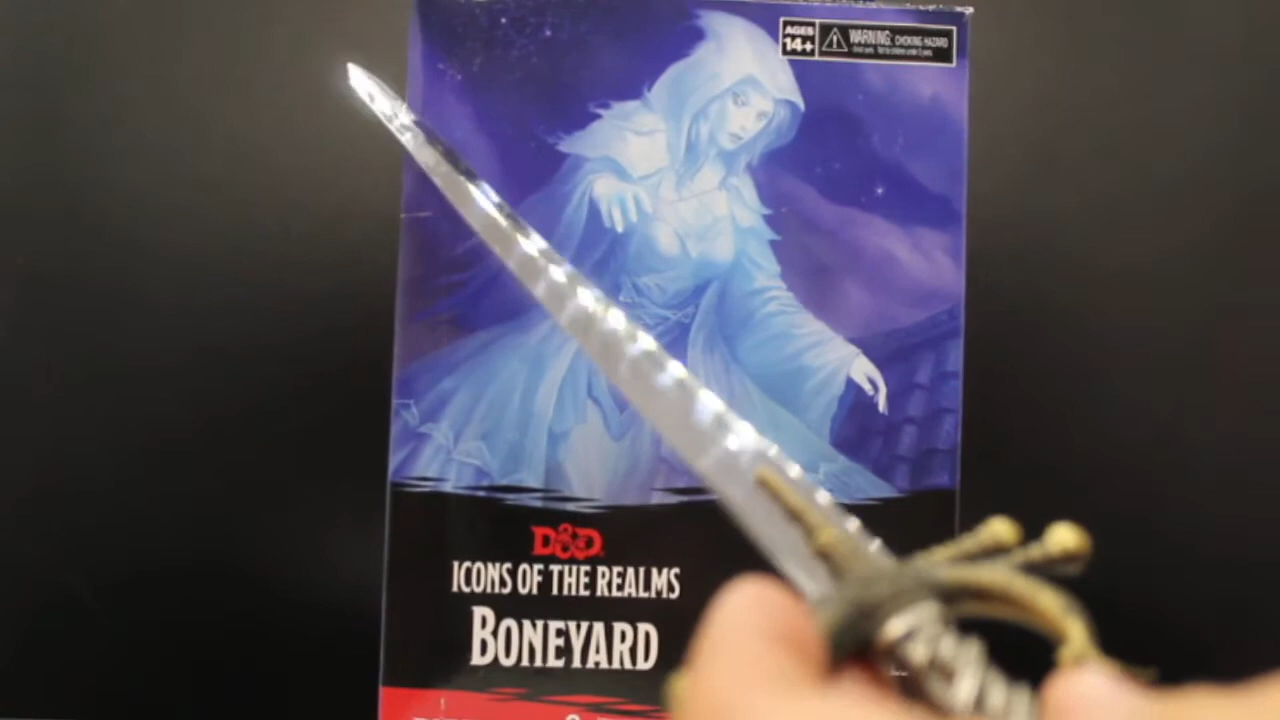 AGES
14+
WARNING: CHOKING HAZARD
D&D
ICONS OF THE REALMS
BONEYARD